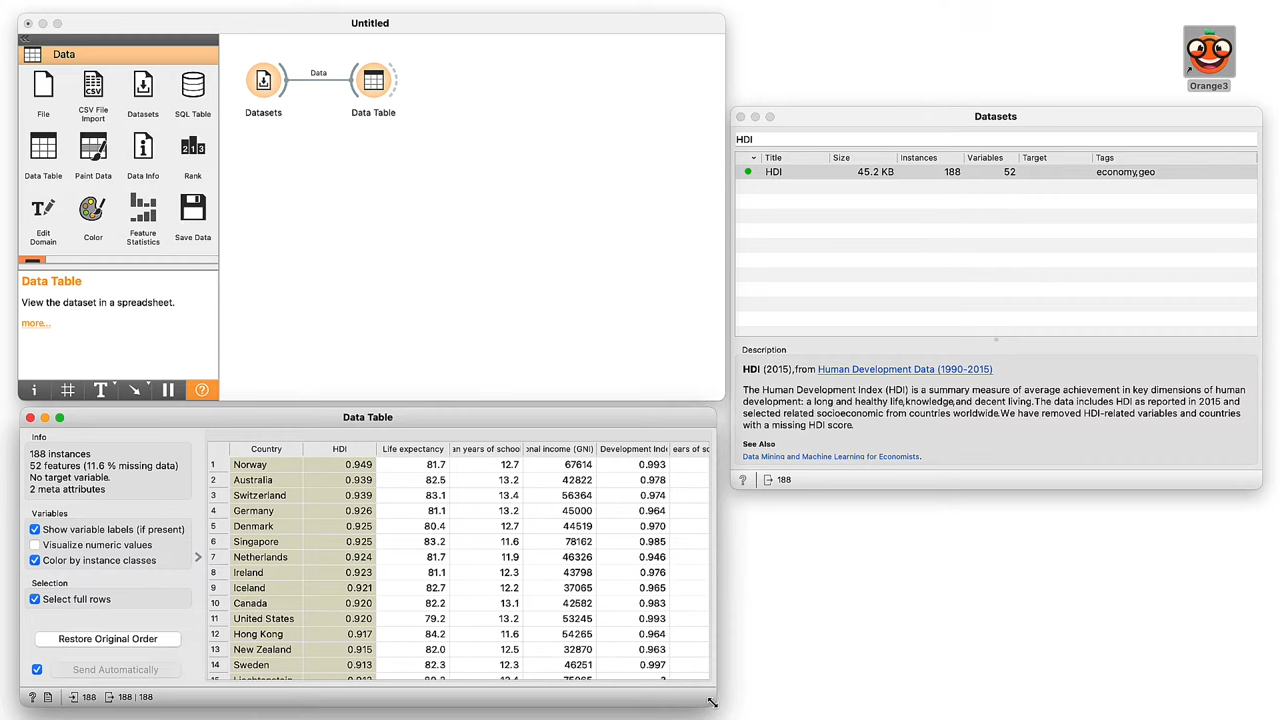 Untitled
Data
File
CSV File Import
Datasets
SQL Table
Data Table
Paint Data
Data Info
Rank
Edit Domain
Color
Feature Statistics
Save Data
Data Table
View the dataset in a spreadsheet.
more...
Datasets
Data
Data Table
Orange3
Datasets
HDI
Title Size Instances Variables Target Tags
HDI 45.2 KB 188 52 economy,geo
Description
HDI (2015),from Human Development Data (1990-2015)
The Human Development Index (HDI) is a summary measure of average achievement in key dimensions of human
development: a long and healthy life,knowledge,and decent living.The data includes HDI as reported in 2015 and
selected related socioeconomic from countries worldwide.We have removed HDI-related variables and countries
with a missing HDI score.
See Also
Data Mining and Machine Learning for Economists.
188
Data Table
Info
188 instances
52 features (11.6 % missing data)
No target variable.
2 meta attributes
Variables
Show variable labels (if present)
Visualize numeric values
Color by instance classes
Selection
Select full rows
Restore Original Order
Send Automatically
188 188 | 188
Country HDI Life expectancy an years of schoo onal income (GNI) Development Inde ears of sc
1 Norway 0.949 81.7 12.7 67614 0.993
2 Australia 0.939 82.5 13.2 42822 0.978
3 Switzerland 0.939 83.1 13.4 56364 0.974
4 Germany 0.926 81.1 13.2 45000 0.964
5 Denmark 0.925 80.4 12.7 44519 0.970
6 Singapore 0.925 83.2 11.6 78162 0.985
7 Netherlands 0.924 81.7 11.9 46326 0.946
8 Ireland 0.923 81.1 12.3 43798 0.976
9 Iceland 0.921 82.7 12.2 37065 0.965
10 Canada 0.920 82.2 13.1 42582 0.983
11 United States 0.920 79.2 13.2 53245 0.993
12 Hong Kong 0.917 84.2 11.6 54265 0.964
13 New Zealand 0.915 82.0 12.5 32870 0.963
14 Sweden 0.913 82.3 12.3 46251 0.997